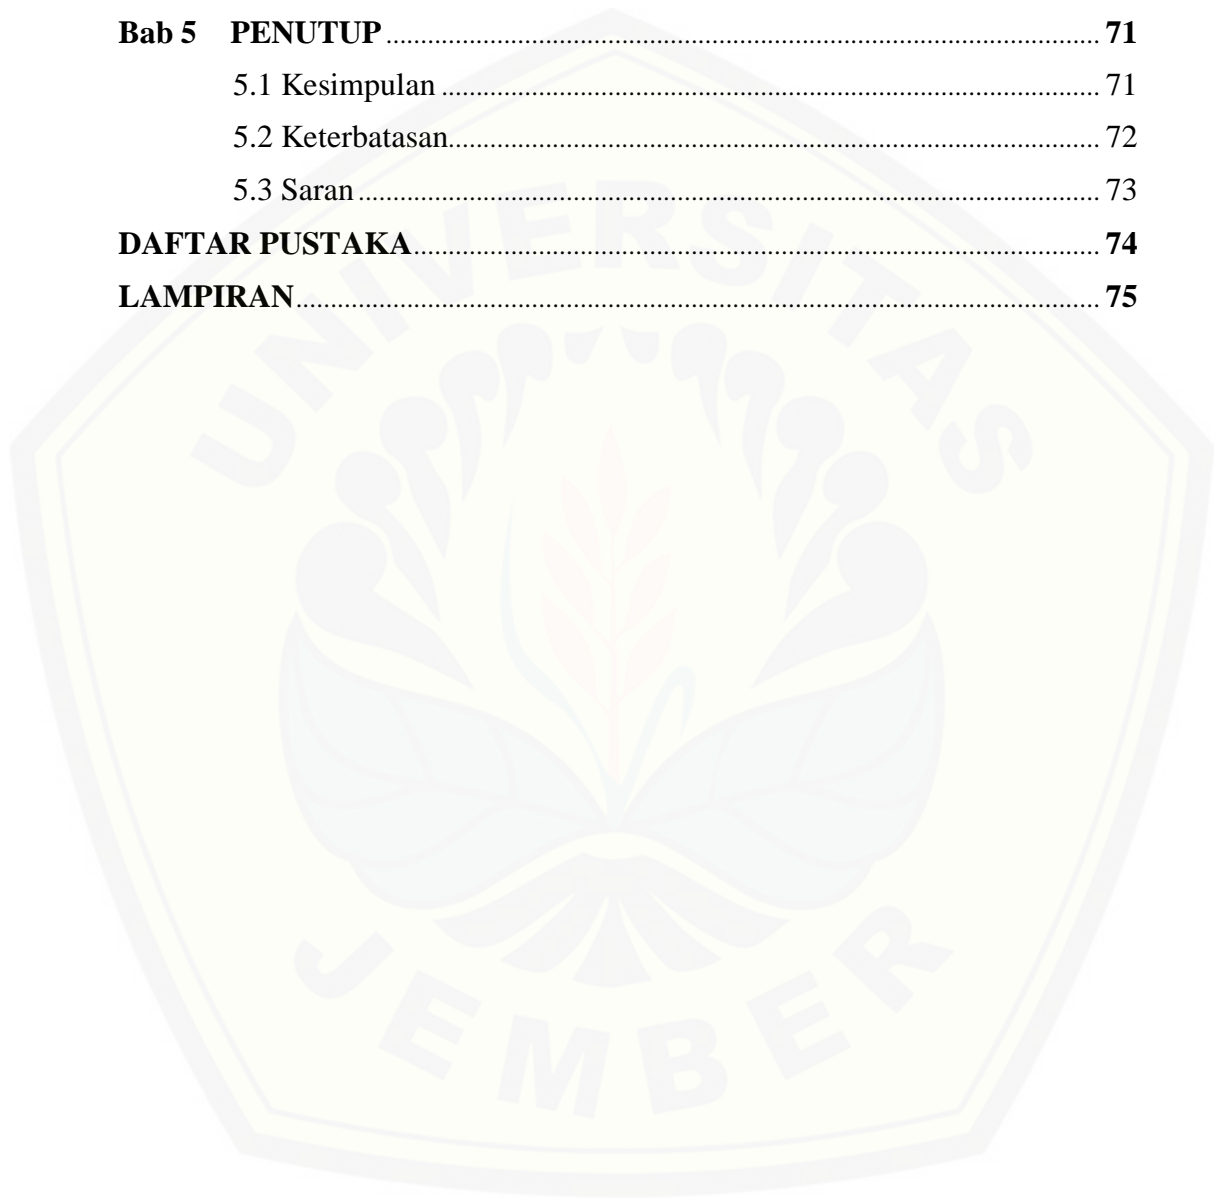 Bab 5 PENUTUP ........................................ 71
5.1 Kesimpulan ........................................ 71
5.2 Keterbatasan ........................................ 72
5.3 Saran ........................................ 73
DAFTAR PUSTAKA ........................................ 74
LAMPIRAN ........................................ 75
UNIVERSITAS
JEMBER